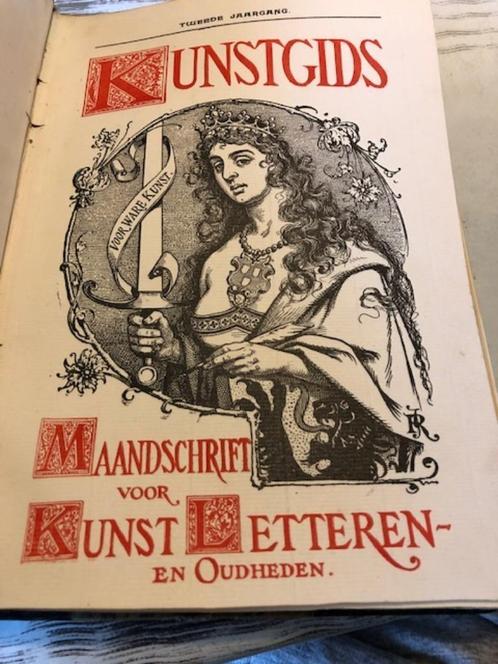 TWEEDE JAARGANG.
KUNSTGIDS
VOOR WARE KUNST.
MAANDSCHRIFT
VOOR
KUNST LETTEREN-
EN OUDHEDEN.